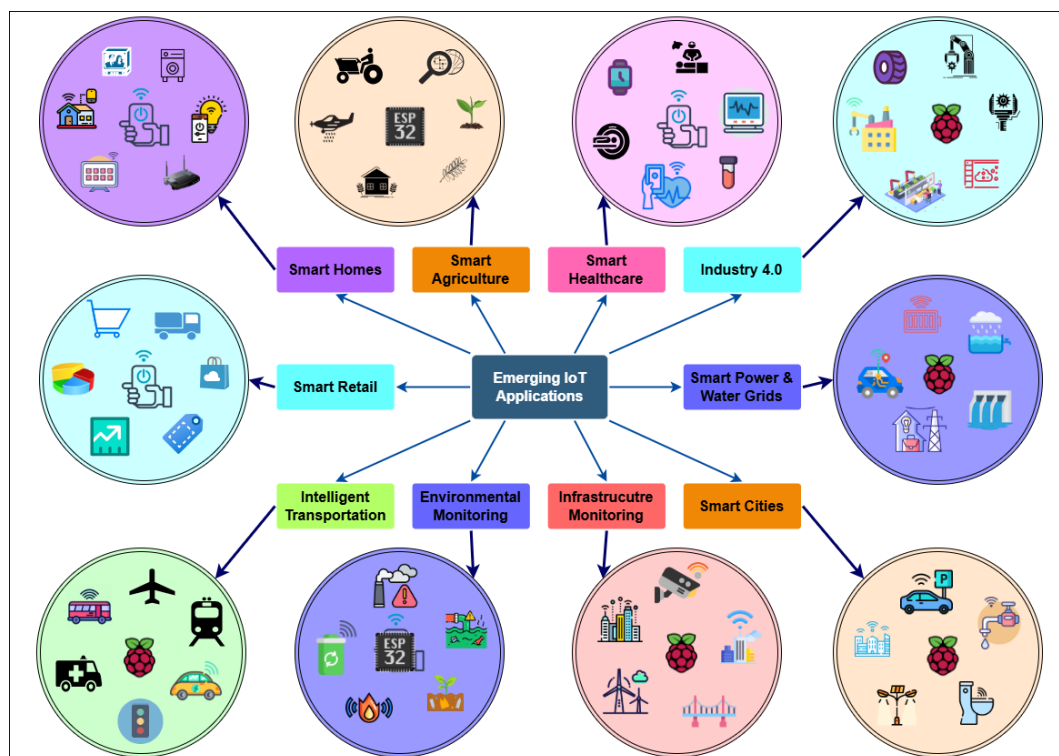 ESP
32
Smart Homes
Smart
Agriculture
Smart
Healthcare
Industry 4.0
Smart Retail
Emerging IoT
Applications
Smart Power &
Water Grids
Intelligent
Transportation
Environmental
Monitoring
Infrastrucutre
Monitoring
Smart Cities
P
ESP
32